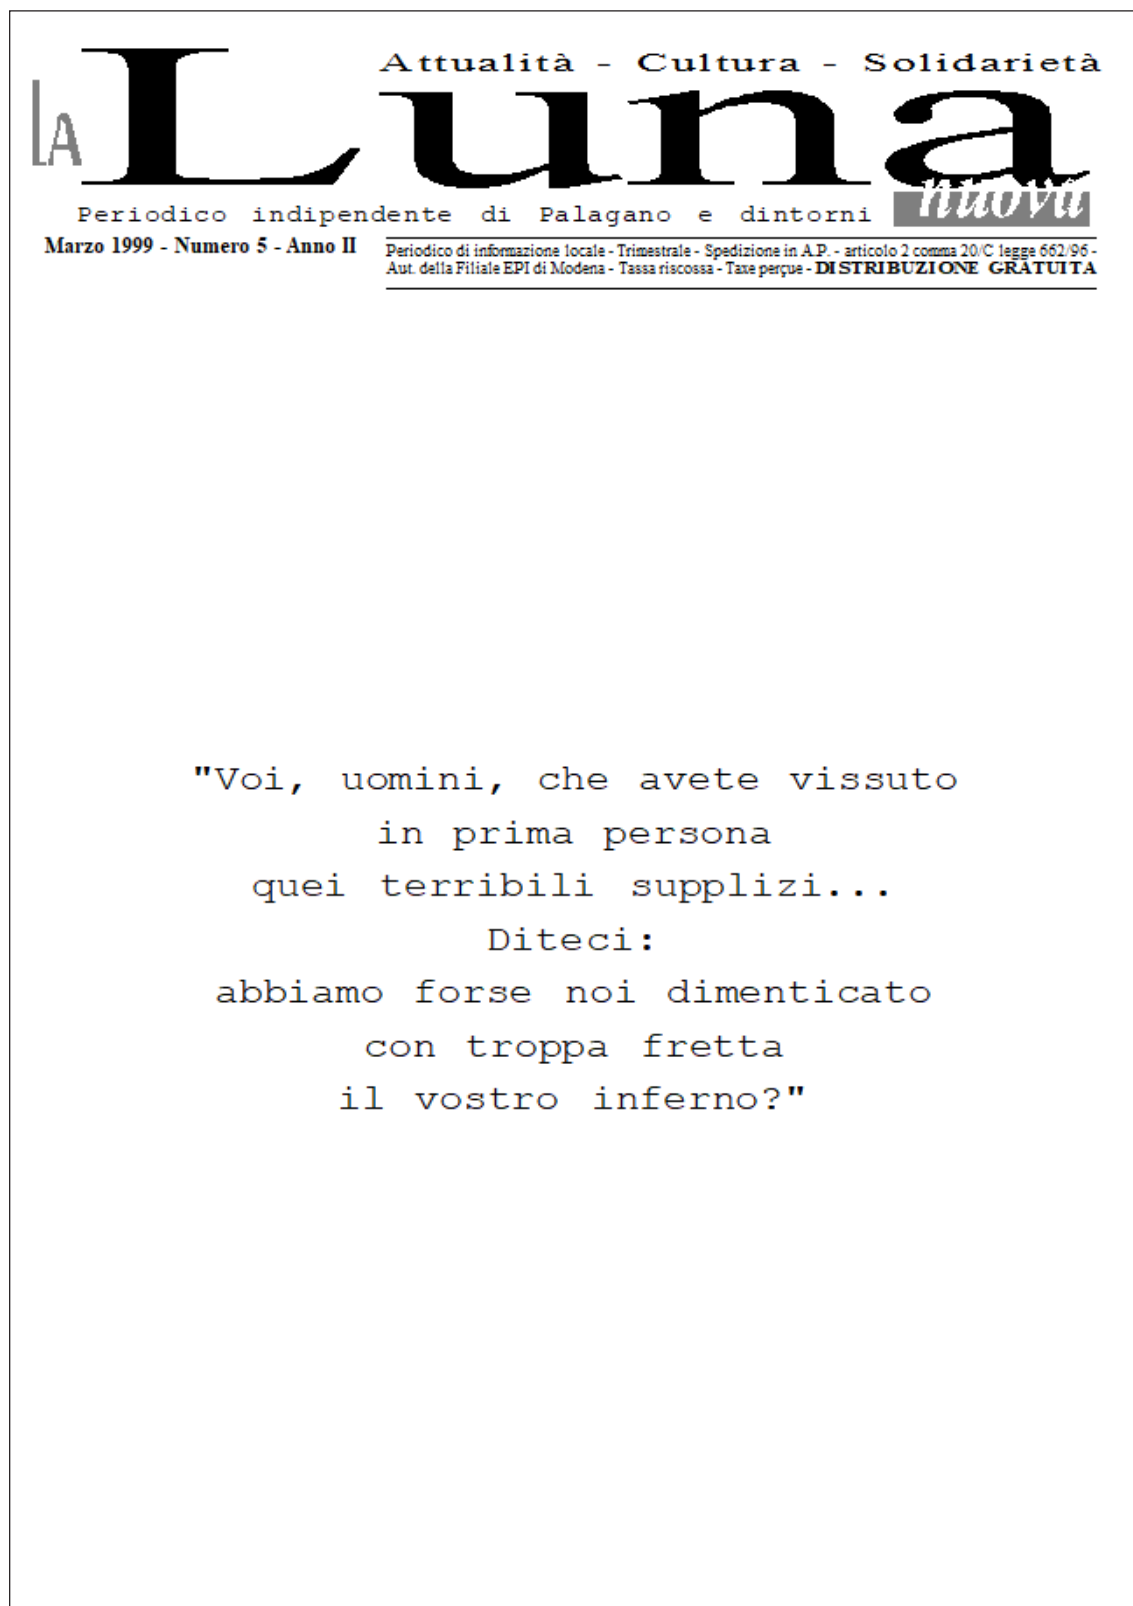 Attualità - Cultura - Solidarietà
LA Luna
nuova
Periodico indipendente di Palagano e dintorni
Marzo 1999 - Numero 5 - Anno II
Periodico di informazione locale - Trimestrale - Spedizione in A.P. - articolo 2 comma 20/C legge 662/96 -
Aut. della Filiale EPI di Modena - Tassa riscossa - Taxe perçue - DISTRIBUZIONE GRATUITA
"Voi, uomini, che avete vissuto
in prima persona
quei terribili supplizi...
Diteci:
abbiamo forse noi dimenticato
con troppa fretta
il vostro inferno?"